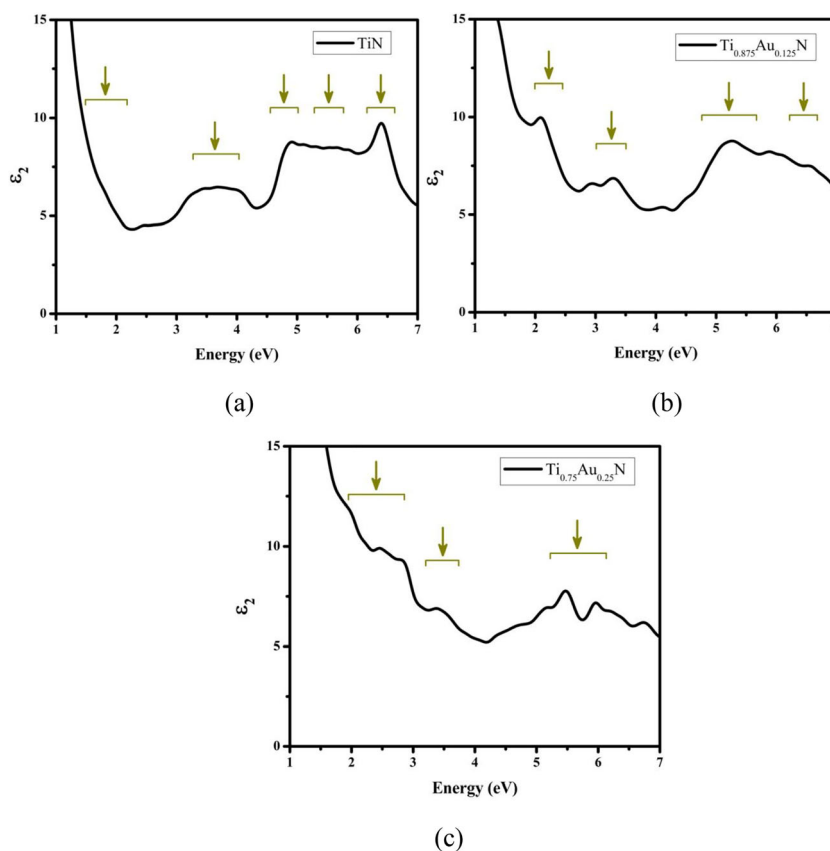 15
TiN
10
ε₂
5
0
1 2 3 4 5 6 7
Energy (eV)
(a)
15
Ti₀.₈₇₅Au₀.₁₂₅N
10
ε₂
5
0
1 2 3 4 5 6 7
Energy (eV)
(b)
15
Ti₀.₇₅Au₀.₂₅N
10
ε₂
5
0
1 2 3 4 5 6 7
Energy (eV)
(c)